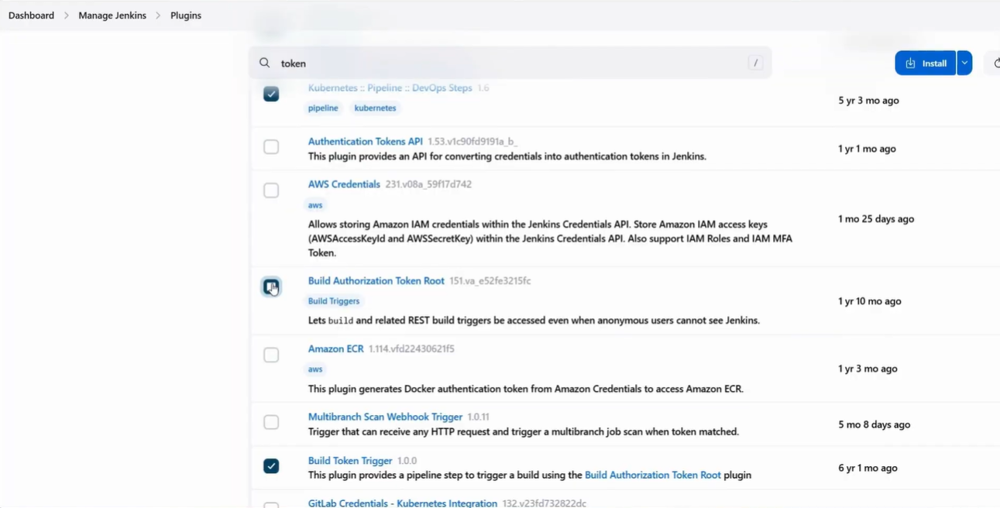 Dashboard > Manage Jenkins > Plugins
token /
Install
Kubernetes :: Pipeline :: DevOps Steps 1.6
pipeline kubernetes
5 yr 3 mo ago
Authentication Tokens API 1.53.v1c90fd9191a_b_
This plugin provides an API for converting credentials into authentication tokens in Jenkins.
1 yr 1 mo ago
AWS Credentials 231.v08a_59f17d742
aws
Allows storing Amazon IAM credentials within the Jenkins Credentials API. Store Amazon IAM access keys
(AWSAccessKeyId and AWSSecretKey) within the Jenkins Credentials API. Also support IAM Roles and IAM MFA
Token.
1 mo 25 days ago
Build Authorization Token Root 151.va_e52fe3215fc
Build Triggers
Lets build and related REST build triggers be accessed even when anonymous users cannot see Jenkins.
1 yr 10 mo ago
Amazon ECR 1.114.vfd22430621f5
aws
This plugin generates Docker authentication token from Amazon Credentials to access Amazon ECR.
1 yr 3 mo ago
Multibranch Scan Webhook Trigger 1.0.11
Trigger that can receive any HTTP request and trigger a multibranch job scan when token matched.
5 mo 8 days ago
Build Token Trigger 1.0.0
This plugin provides a pipeline step to trigger a build using the Build Authorization Token Root plugin
6 yr 1 mo ago
GitLab Credentials - Kubernetes Integration 132.v23fd732822dc